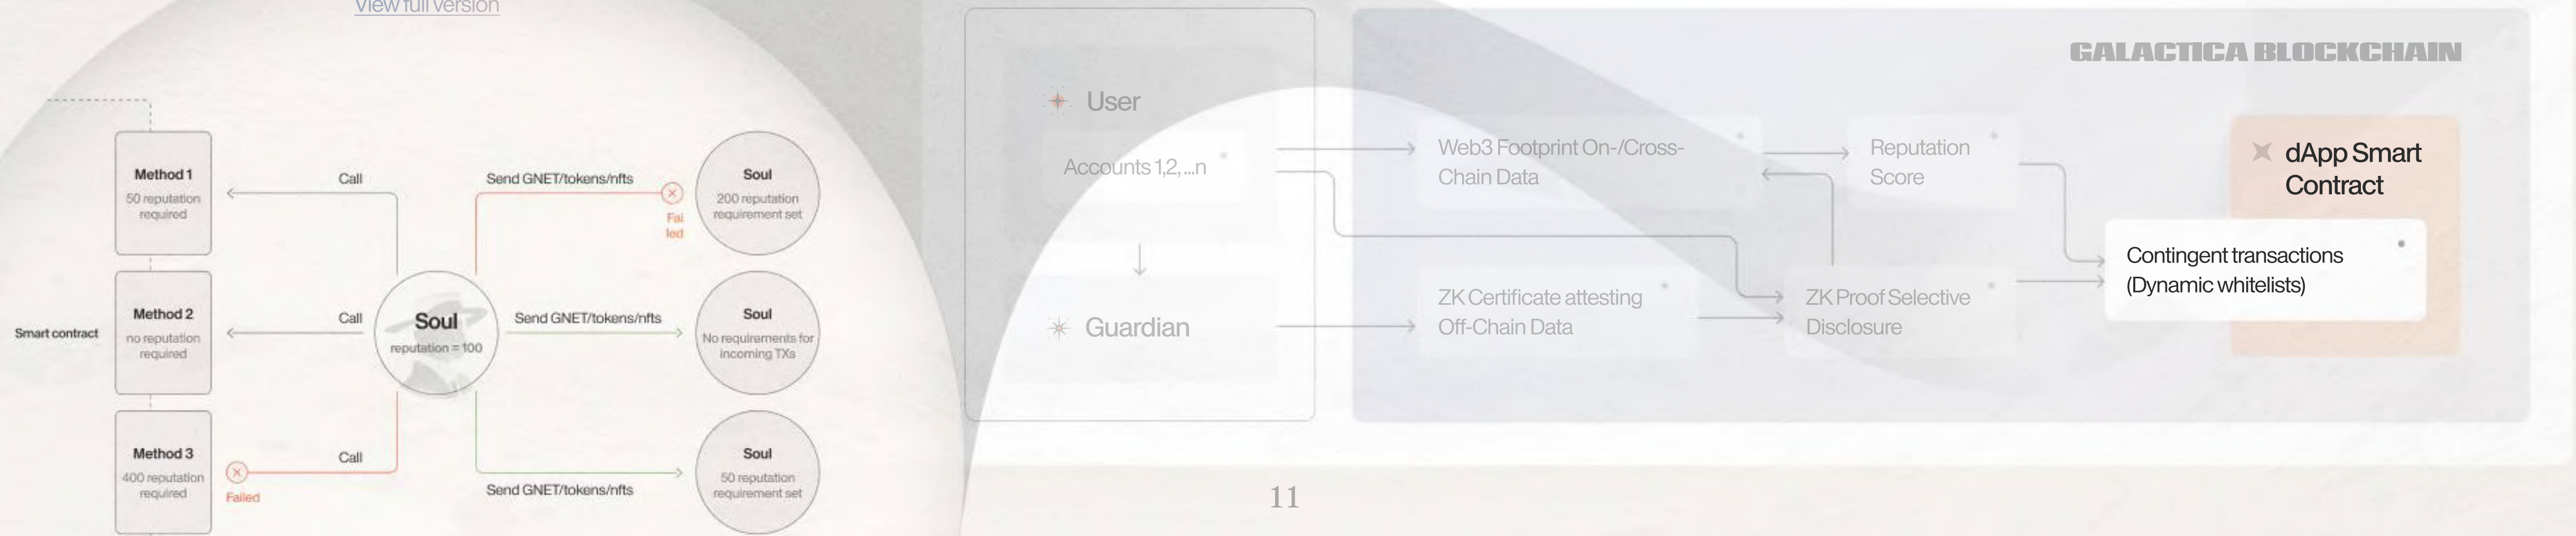 View full version
Method 1
50 reputation
required
Call
Send GNET/tokens/nfts
Fai
led
Soul
200 reputation
requirement set
Smart contract
Method 2
no reputation
required
Call
Soul
reputation = 100
Send GNET/tokens/nfts
Soul
No requirements for
incoming TXs
Method 3
400 reputation
required
Failed
Call
Send GNET/tokens/nfts
Soul
50 reputation
requirement set
User
Accounts 1,2, ...n
Guardian
GALACTICA BLOCKCHAIN
Web3 Footprint On-/Cross-
Chain Data
Reputation
Score
ZK Certificate attesting
Off-Chain Data
ZK Proof Selective
Disclosure
dApp Smart
Contract
Contingent transactions
(Dynamic whitelists)
11